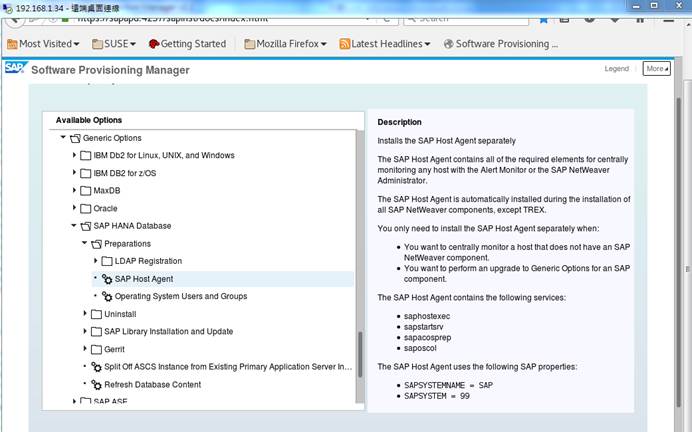 192.168.1.34 - 遠端桌面連線
Search
Most Visited
SUSE
Getting Started
Mozilla Firefox
Latest Headlines
Software Provisioning ...
SAP
Software Provisioning Manager
Legend
More
Available Options
Generic Options
IBM Db2 for Linux, UNIX, and Windows
IBM DB2 for z/OS
MaxDB
Oracle
SAP HANA Database
Preparations
LDAP Registration
SAP Host Agent
Operating System Users and Groups
Uninstall
SAP Library Installation and Update
Gerrit
Split Off ASCS Instance from Existing Primary Application Server In...
Refresh Database Content
SAP ASE
Description
Installs the SAP Host Agent separately
The SAP Host Agent contains all of the required elements for centrally
monitoring any host with the Alert Monitor or the SAP NetWeaver
Administrator.
The SAP Host Agent is automatically installed during the installation of
all SAP NetWeaver components, except TREX.
You only need to install the SAP Host Agent separately when:
You want to centrally monitor a host that does not have an SAP
NetWeaver component.
You want to perform an upgrade to Generic Options for an SAP
component.
The SAP Host Agent contains the following services:
saphostexec
sapstartsrv
sapacosprep
saposcol
The SAP Host Agent uses the following SAP properties:
SAPSYSTEMNAME = SAP
SAPSYSTEM = 99